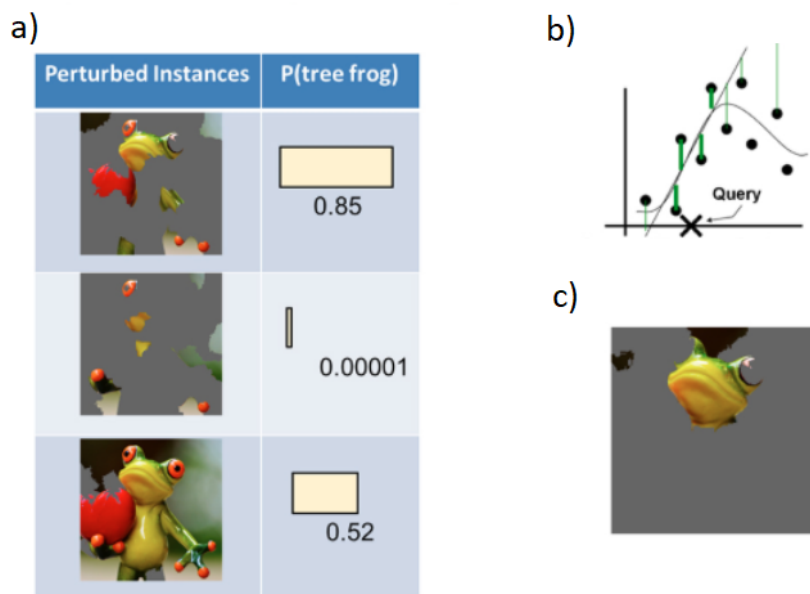 a)
Perturbed Instances P(tree frog)
0.85
0.00001
0.52
b)
Query
c)